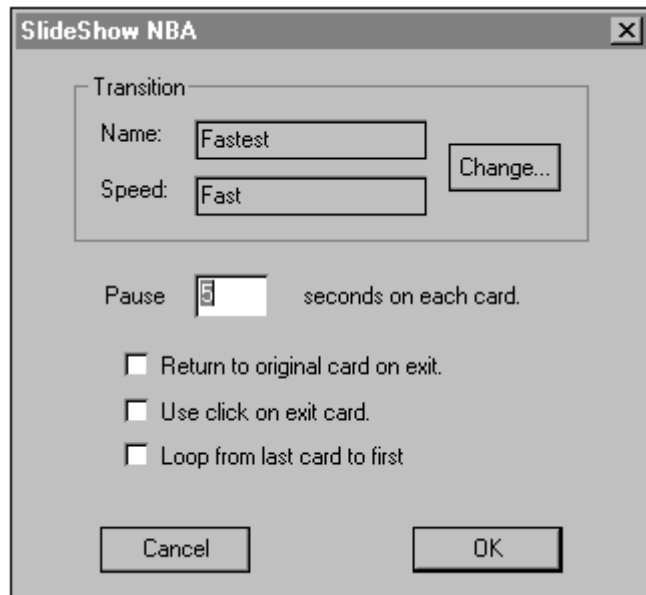 SlideShow NBA
Transition
Name: Fastest
Change...
Speed: Fast
Pause 5 seconds on each card.
Return to original card on exit.
Use click on exit card.
Loop from last card to first
Cancel OK